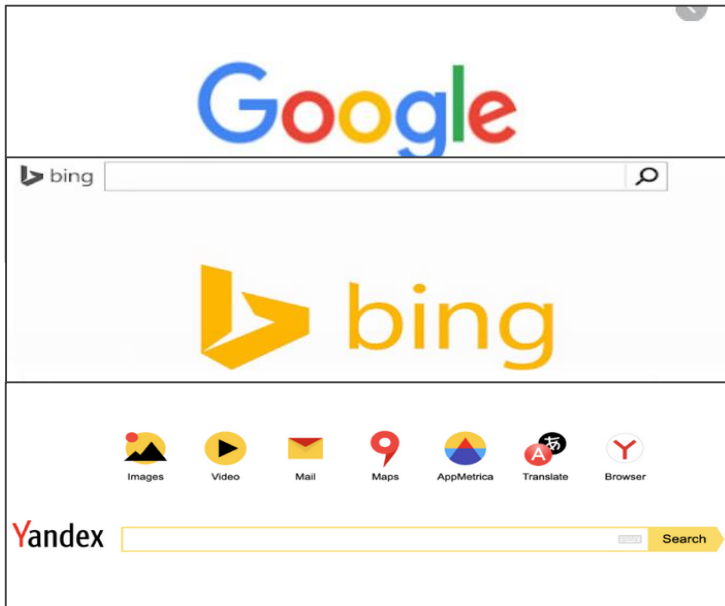 Google
bing
bing
Images Video Mail Maps AppMetrica Translate Browser
Yandex Search